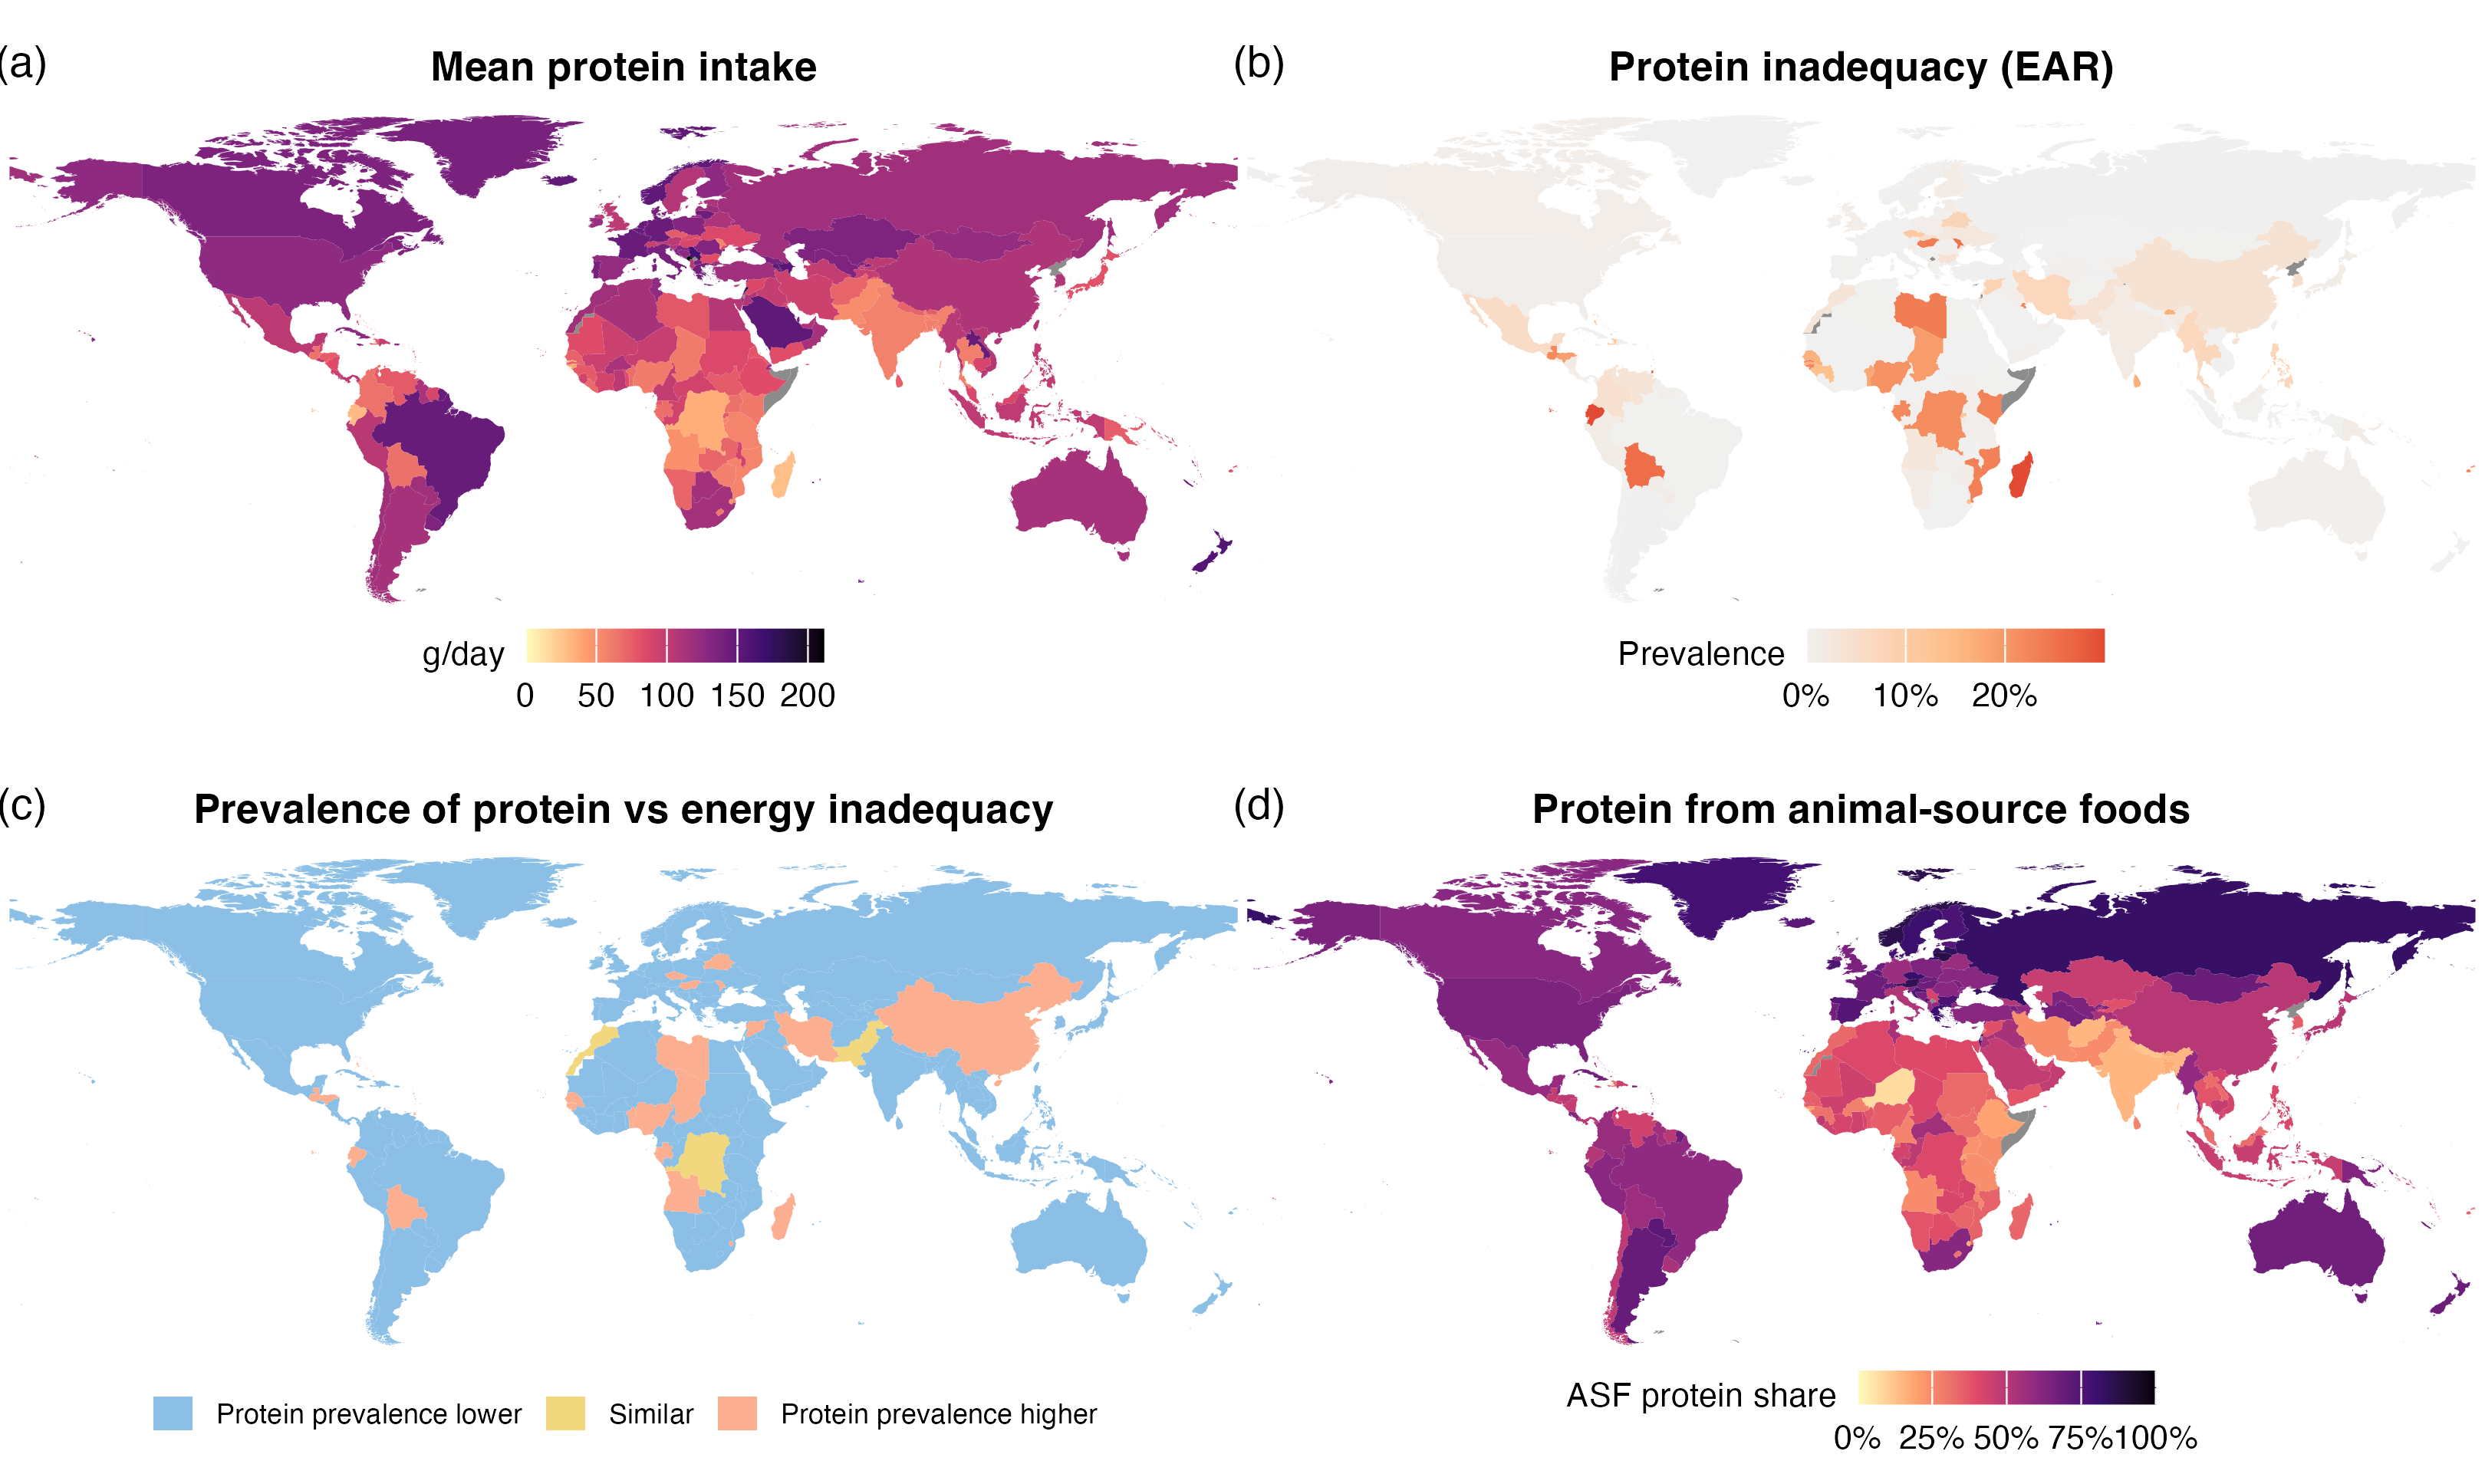 (a)
Mean protein intake
g/day
0 50 100 150 200
(b)
Protein inadequacy (EAR)
Prevalence
0% 10% 20%
(c)
Prevalence of protein vs energy inadequacy
Protein prevalence lower Similar Protein prevalence higher
(d)
Protein from animal-source foods
ASF protein share
0% 25% 50% 75%100%